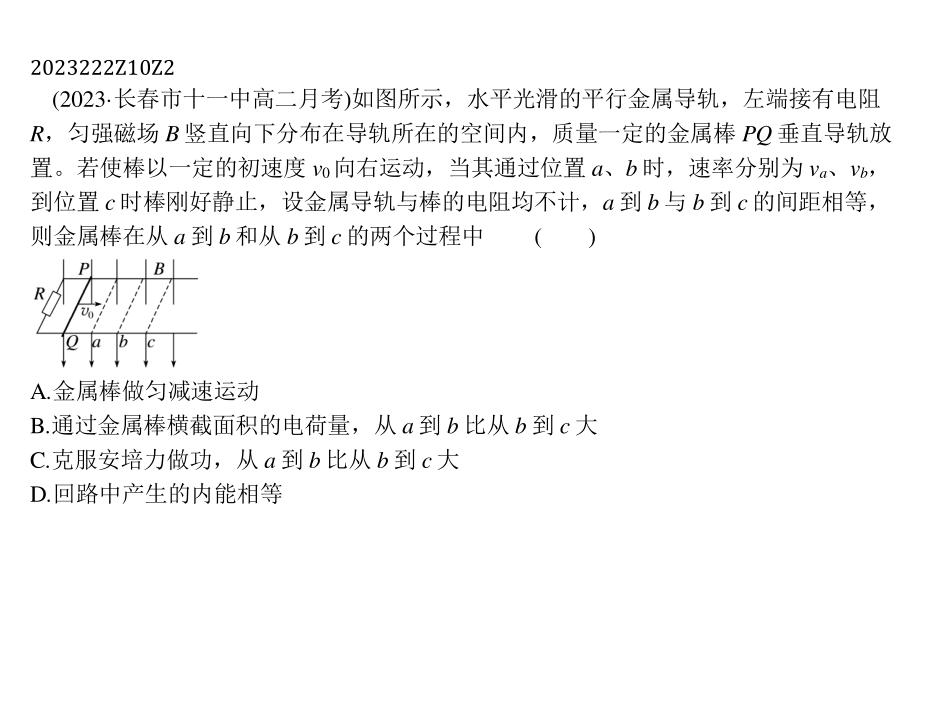 2023222Z10Z2
(2023·长春市十一中高二月考)如图所示，水平光滑的平行金属导轨，左端接有电阻
R，匀强磁场 B 竖直向下分布在导轨所在的空间内，质量一定的金属棒 PQ 垂直导轨放
置。若使棒以一定的初速度 v₀ 向右运动，当其通过位置 a、b 时，速率分别为 vₐ、v_b，
到位置 c 时棒刚好静止，设金属导轨与棒的电阻均不计，a 到 b 与 b 到 c 的间距相等，
则金属棒在从 a 到 b 和从 b 到 c 的两个过程中 (  )
P B
R
v₀
Q a b c
A.金属棒做匀减速运动
B.通过金属棒横截面积的电荷量，从 a 到 b 比从 b 到 c 大
C.克服安培力做功，从 a 到 b 比从 b 到 c 大
D.回路中产生的内能相等